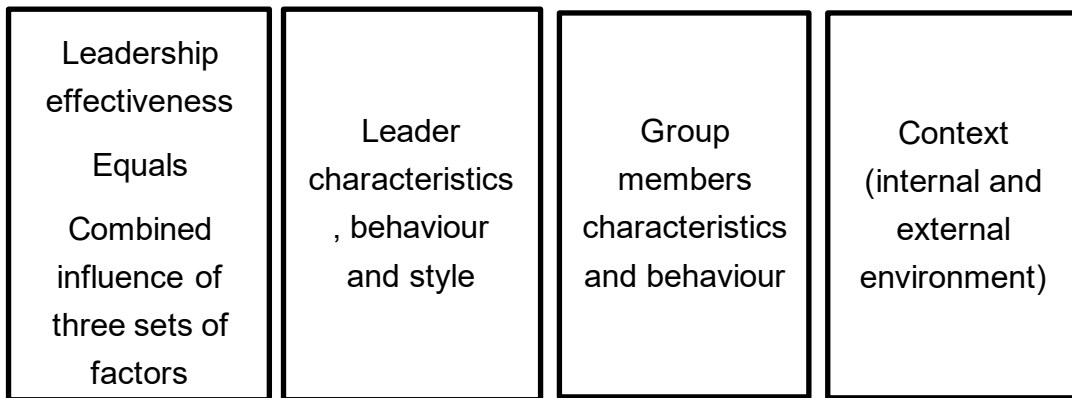 Leadership
effectiveness
Equals
Combined
influence of
three sets of
factors
Leader
characteristics
, behaviour
and style
Group
members
characteristics
and behaviour
Context
(internal and
external
environment)